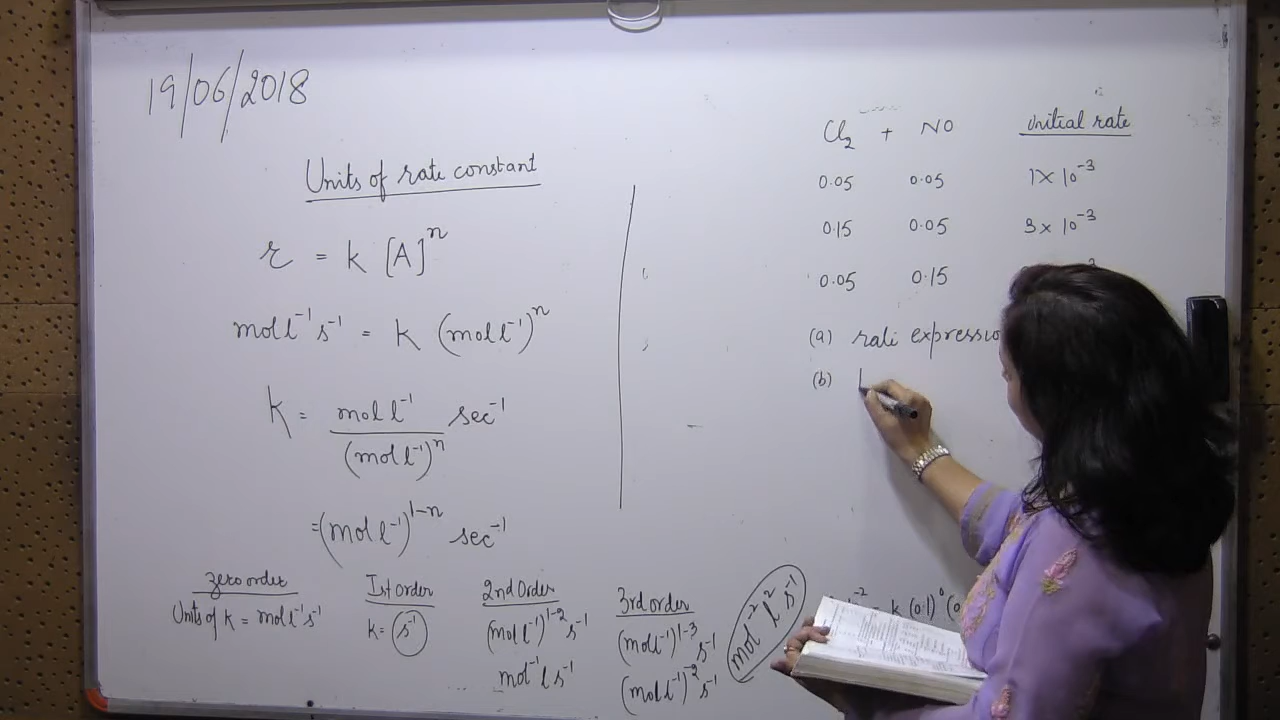 19/06/2018
Units of rate constant
r = k [A]ⁿ
mol l⁻¹ s⁻¹ = k (mol l⁻¹)ⁿ
k = mol l⁻¹ / (mol l⁻¹)ⁿ sec⁻¹
=(mol l⁻¹)¹⁻ⁿ sec⁻¹
zero order
Units of k = mol l⁻¹ s⁻¹
Ist order
k = s⁻¹
2nd Order
(mol l⁻¹)¹⁻² s⁻¹
mol⁻¹ l s⁻¹
3rd order
(mol l⁻¹)¹⁻³ s⁻¹
(mol l⁻¹)⁻² s⁻¹
mol⁻² l² s⁻¹
Cl₂ + NO initial rate
0.05 0.05 1 × 10⁻³
0.15 0.05 3 × 10⁻³
0.05 0.15
(a) rate expressio
(b)
= k (0.1)⁰ (0